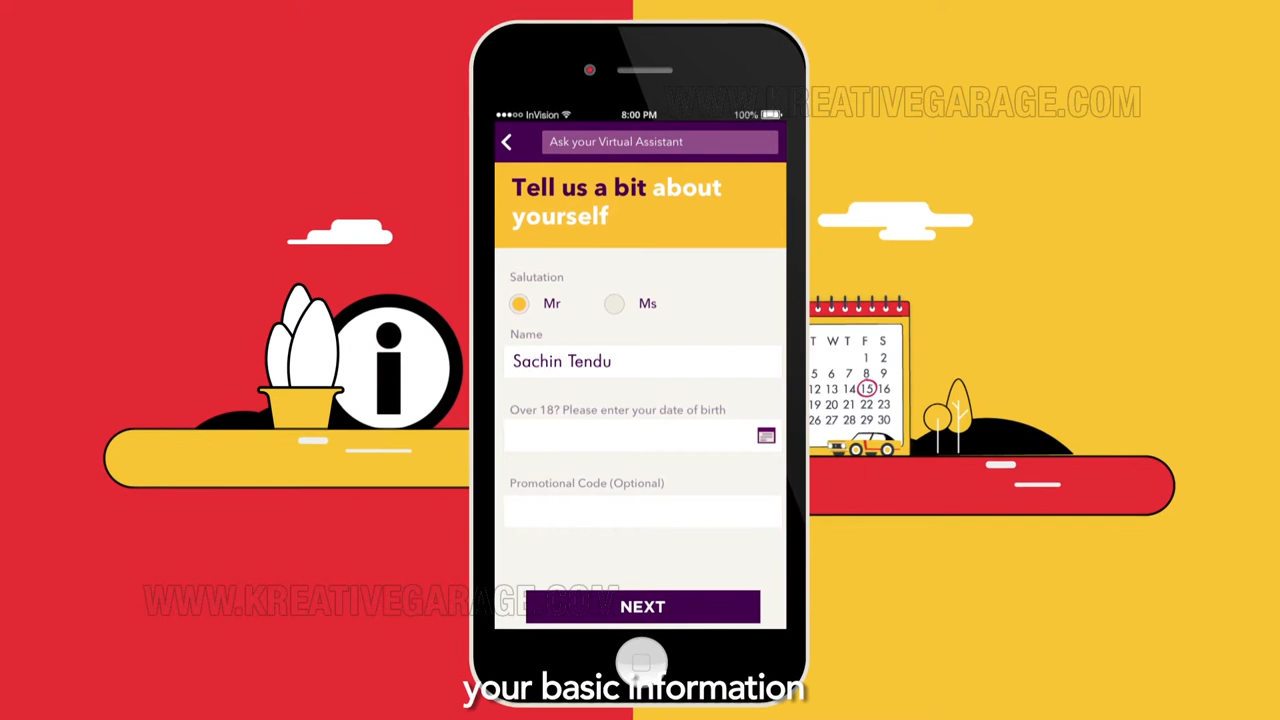 WWW.KREATIVEGARAGE.COM
InVision 8:00 PM 100%
Ask your Virtual Assistant
Tell us a bit about
yourself
Salutation
Mr Ms
Name
Sachin Tendu
Over 18? Please enter your date of birth
Promotional Code (Optional)
i
T W T F S
1 2
5 6 7 8 9
12 13 14 15 16
19 20 21 22 23
26 27 28 29 30
WWW.KREATIVEGARAGE.COM
NEXT
your basic information